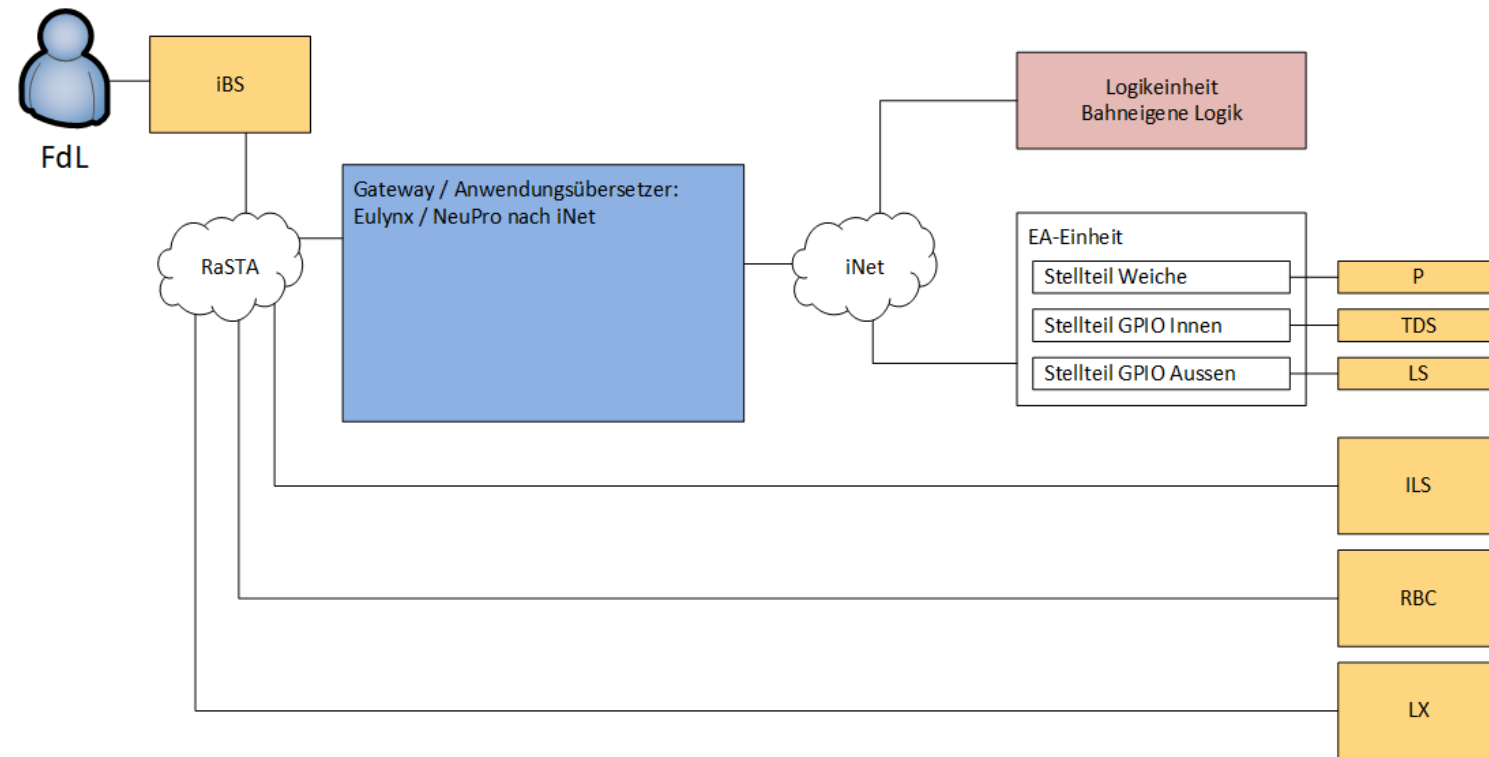 iBS
FdL
Gateway / Anwendungsübersetzer:
Eulynx / NeuPro nach iNet
RaSTA
iNet
Logikeinheit
Bahneigene Logik
EA-Einheit
Stellteil Weiche
P
Stellteil GPIO Innen
TDS
Stellteil GPIO Aussen
LS
ILS
RBC
LX